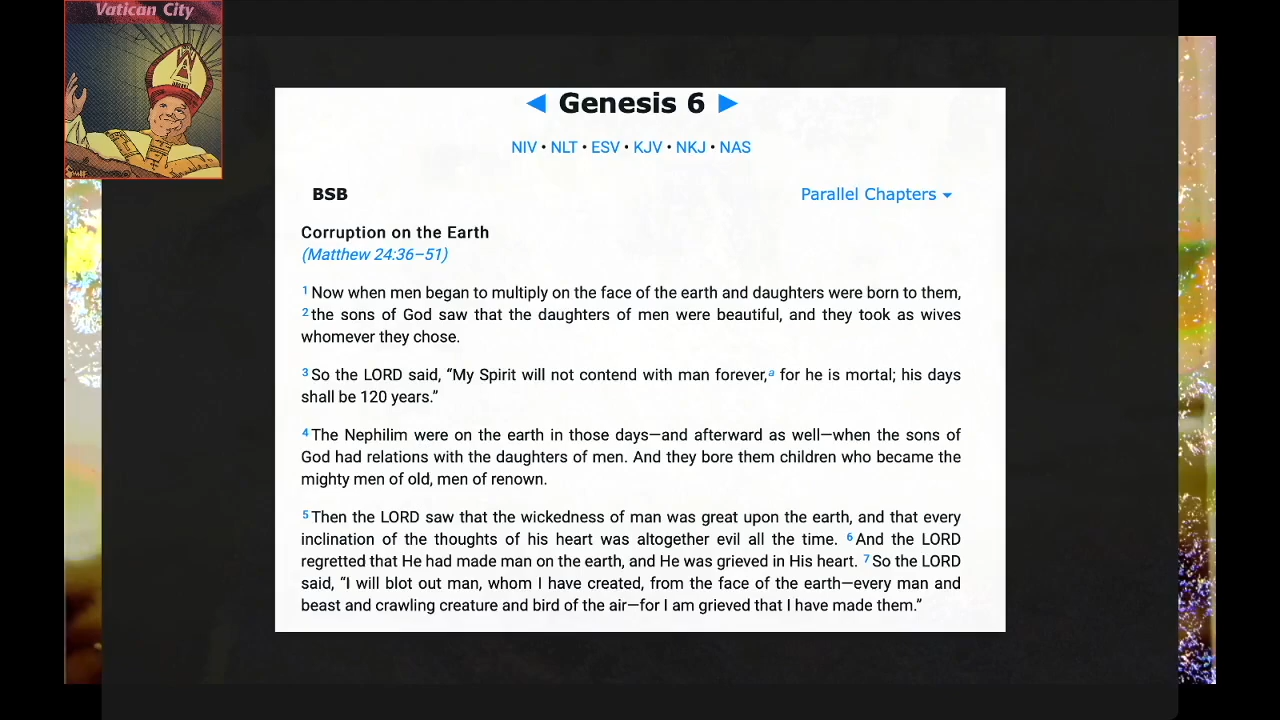 Vatican City
◀ Genesis 6 ▶
NIV • NLT • ESV • KJV • NKJ • NAS
BSB
Parallel Chapters
Corruption on the Earth
(Matthew 24:36–51)
1 Now when men began to multiply on the face of the earth and daughters were born to them,
2 the sons of God saw that the daughters of men were beautiful, and they took as wives
whomever they chose.
3 So the LORD said, “My Spirit will not contend with man forever,a for he is mortal; his days
shall be 120 years.”
4 The Nephilim were on the earth in those days—and afterward as well—when the sons of
God had relations with the daughters of men. And they bore them children who became the
mighty men of old, men of renown.
5 Then the LORD saw that the wickedness of man was great upon the earth, and that every
inclination of the thoughts of his heart was altogether evil all the time. 6 And the LORD
regretted that He had made man on the earth, and He was grieved in His heart. 7 So the LORD
said, “I will blot out man, whom I have created, from the face of the earth—every man and
beast and crawling creature and bird of the air—for I am grieved that I have made them.”